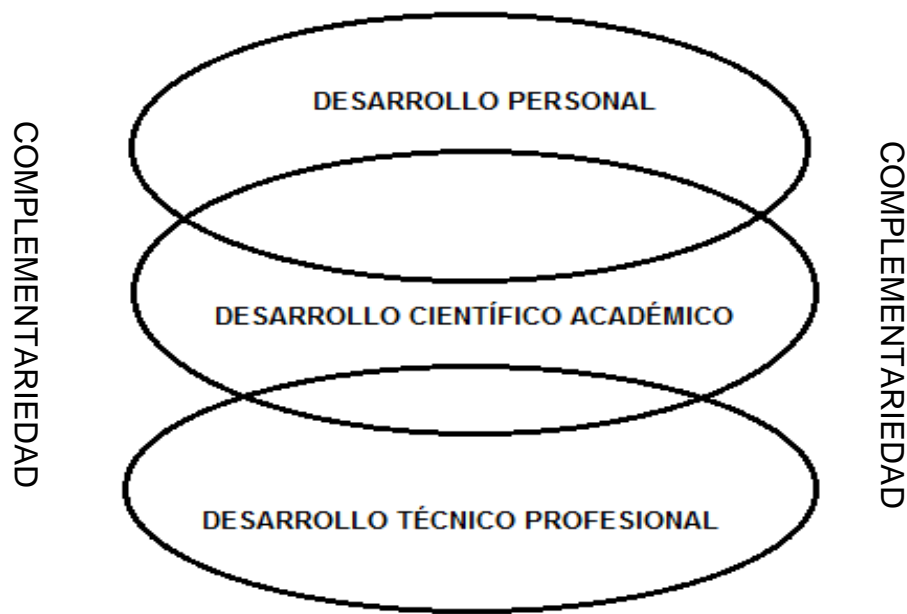 COMPLEMENTARIEDAD
DESARROLLO PERSONAL
DESARROLLO CIENTÍFICO ACADÉMICO
DESARROLLO TÉCNICO PROFESIONAL
COMPLEMENTARIEDAD